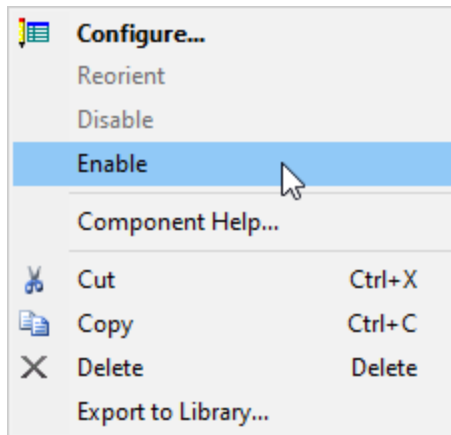 Configure...
Reorient
Disable
Enable
Component Help...
Cut Ctrl+X
Copy Ctrl+C
Delete Delete
Export to Library...